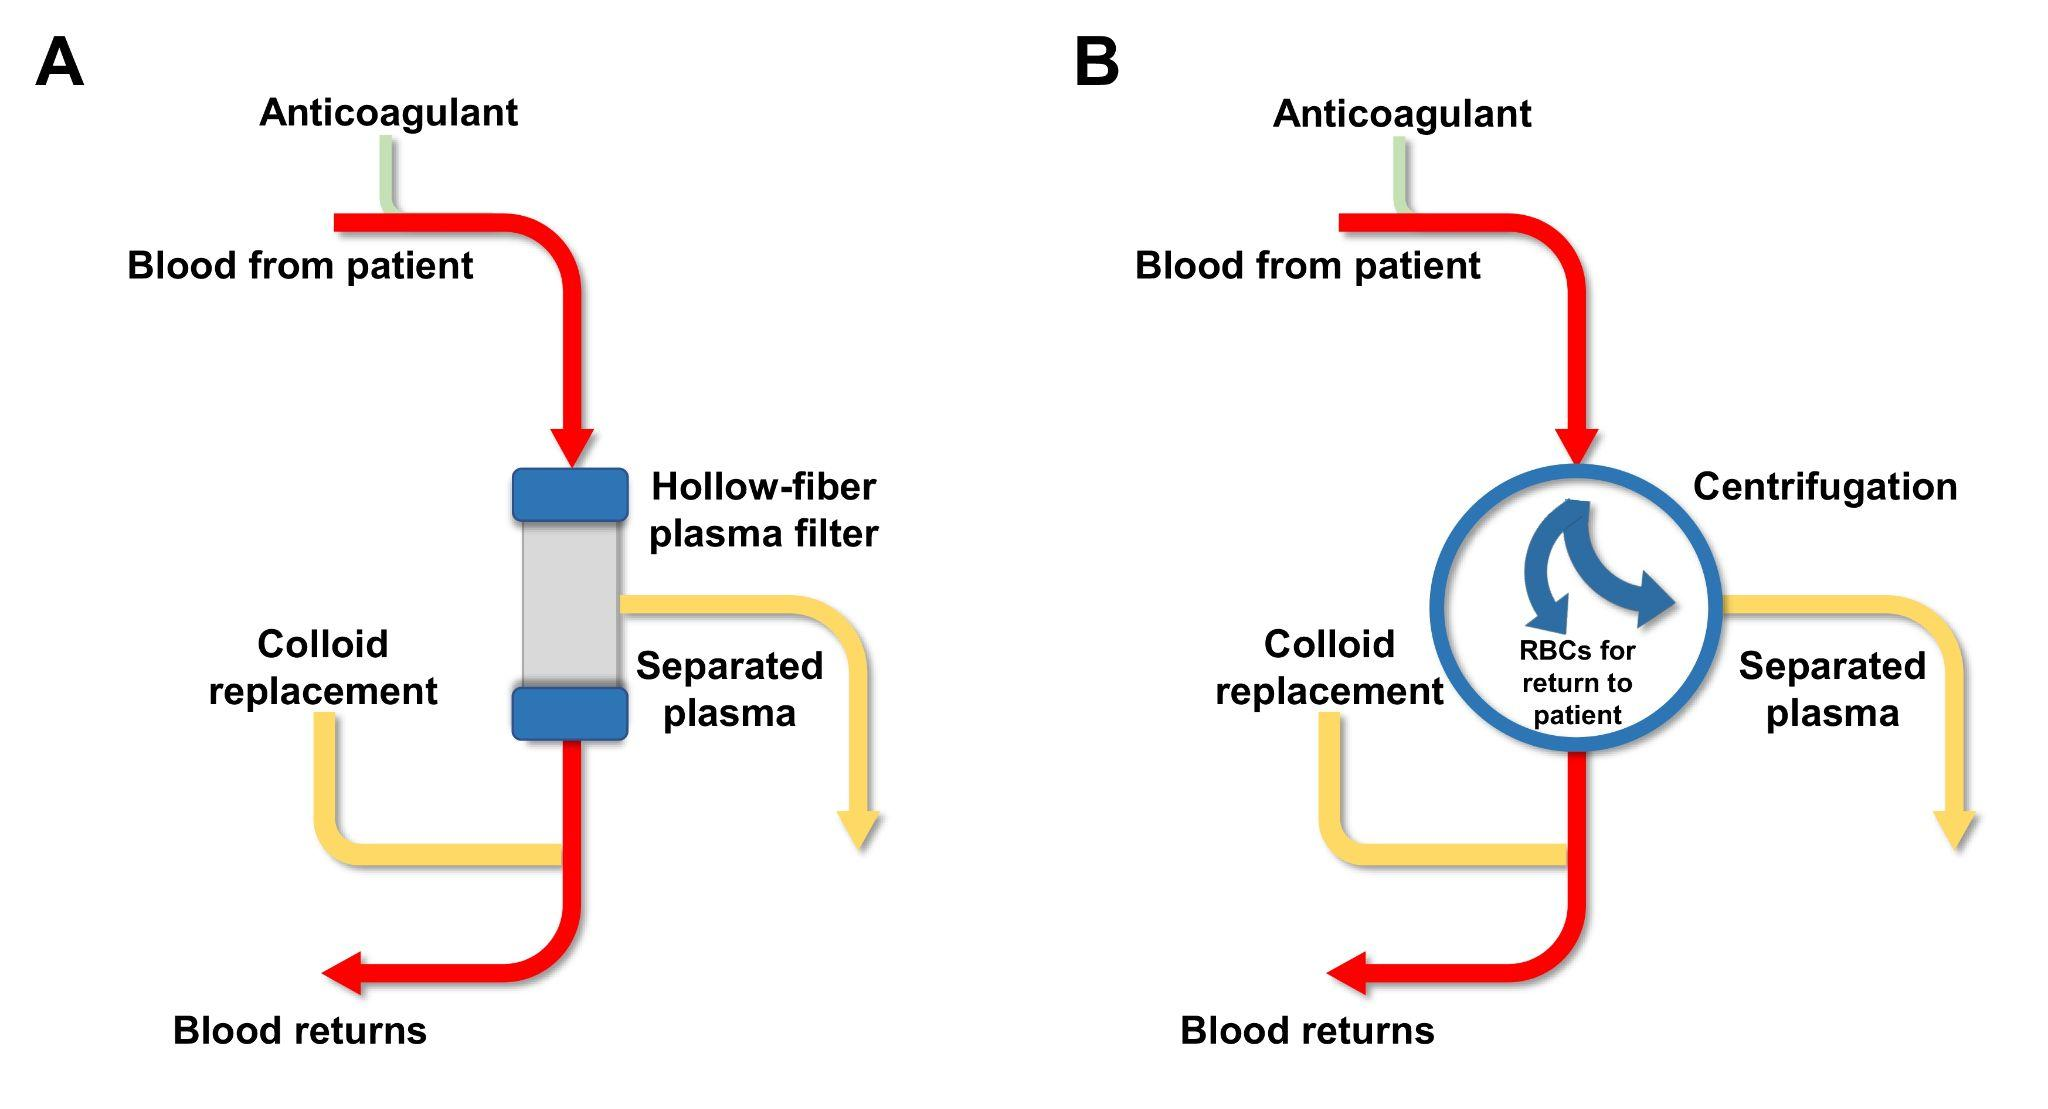 A
Anticoagulant
Blood from patient
Hollow-fiber
plasma filter
Colloid
replacement
Separated
plasma
Blood returns
B
Anticoagulant
Blood from patient
Centrifugation
Colloid
replacement
RBCs for
return to
patient
Separated
plasma
Blood returns